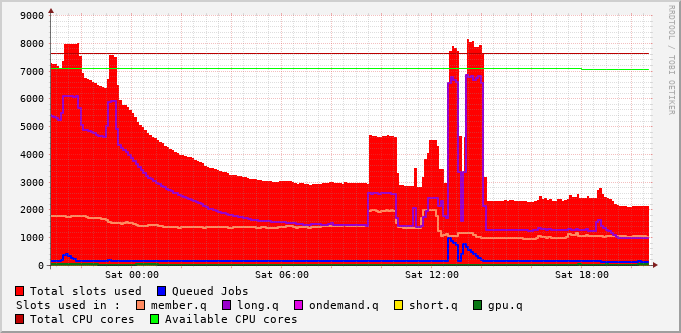 9000
8000
7000
6000
5000
4000
3000
2000
1000
0
Sat 00:00 Sat 06:00 Sat 12:00 Sat 18:00
RRDTOOL / TOBI OETIKER
Total slots used Queued Jobs
Slots used in : member.q long.q ondemand.q short.q gpu.q
Total CPU cores Available CPU cores